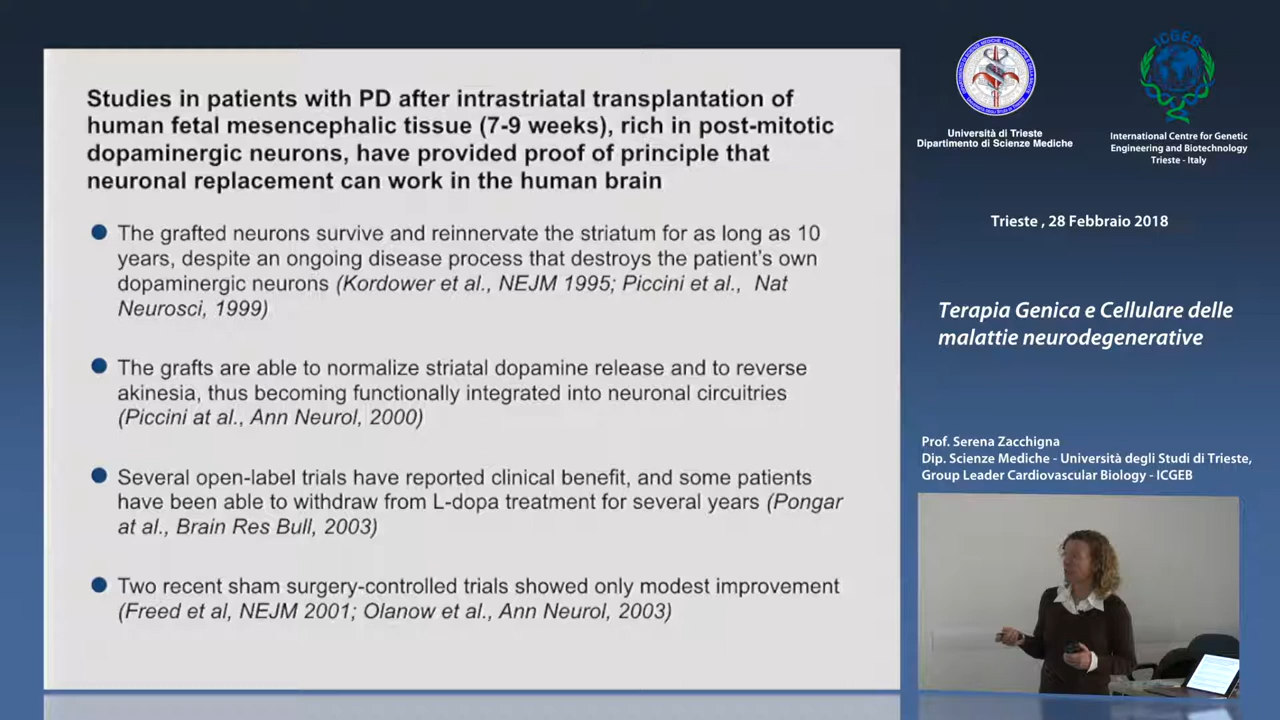 Studies in patients with PD after intrastriatal transplantation of
human fetal mesencephalic tissue (7-9 weeks), rich in post-mitotic
dopaminergic neurons, have provided proof of principle that
neuronal replacement can work in the human brain
The grafted neurons survive and reinnervate the striatum for as long as 10
years, despite an ongoing disease process that destroys the patient's own
dopaminergic neurons (Kordower et al., NEJM 1995; Piccini et al., Nat
Neurosci, 1999)
The grafts are able to normalize striatal dopamine release and to reverse
akinesia, thus becoming functionally integrated into neuronal circuitries
(Piccini at al., Ann Neurol, 2000)
Several open-label trials have reported clinical benefit, and some patients
have been able to withdraw from L-dopa treatment for several years (Pongar
at al., Brain Res Bull, 2003)
Two recent sham surgery-controlled trials showed only modest improvement
(Freed et al, NEJM 2001; Olanow et al., Ann Neurol, 2003)
Università di Trieste
Dipartimento di Scienze Mediche
ICGEB
International Centre for Genetic
Engineering and Biotechnology
Trieste - Italy
Trieste , 28 Febbraio 2018
Terapia Genica e Cellulare delle
malattie neurodegenerative
Prof. Serena Zacchigna
Dip. Scienze Mediche - Università degli Studi di Trieste,
Group Leader Cardiovascular Biology - ICGEB